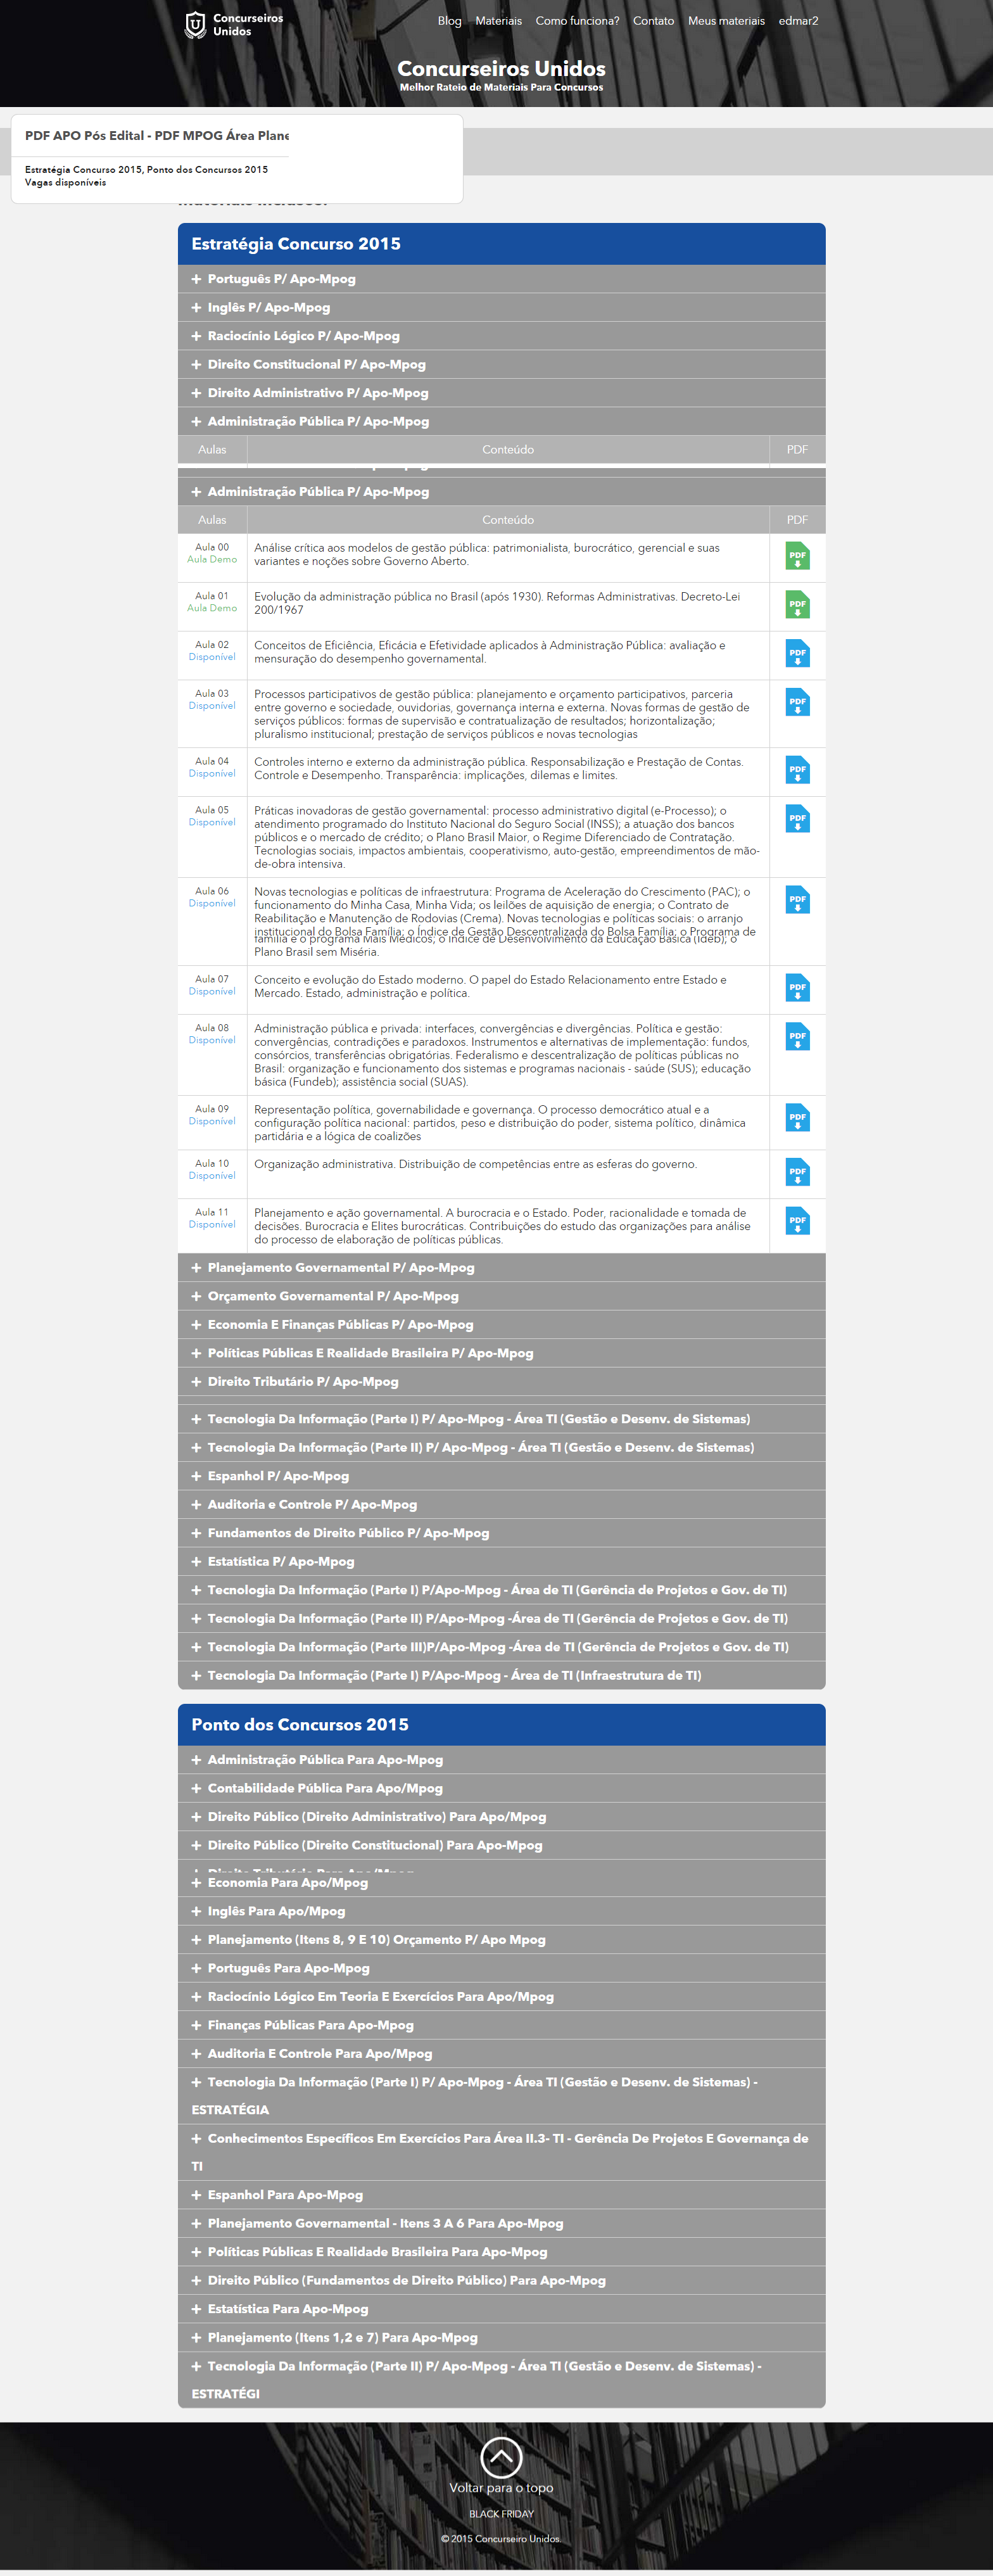 Concurseiros
Unidos
Blog Materiais Como funciona? Contato Meus materiais edmar2
Concurseiros Unidos
Melhor Rateio de Materiais Para Concursos
PDF APO Pós Edital - PDF MPOG Área Plane
Estratégia Concurso 2015, Ponto dos Concursos 2015
Vagas disponíveis
Estratégia Concurso 2015
+ Português P/ Apo-Mpog
+ Inglês P/ Apo-Mpog
+ Raciocínio Lógico P/ Apo-Mpog
+ Direito Constitucional P/ Apo-Mpog
+ Direito Administrativo P/ Apo-Mpog
+ Administração Pública P/ Apo-Mpog
Aulas Conteúdo PDF
+ Administração Pública P/ Apo-Mpog
Aulas Conteúdo PDF
Aula 00
Aula Demo
Análise crítica aos modelos de gestão pública: patrimonialista, burocrático, gerencial e suas
variantes e noções sobre Governo Aberto.
PDF
Aula 01
Aula Demo
Evolução da administração pública no Brasil (após 1930). Reformas Administrativas. Decreto-Lei
200/1967
PDF
Aula 02
Disponível
Conceitos de Eficiência, Eficácia e Efetividade aplicados à Administração Pública: avaliação e
mensuração do desempenho governamental.
PDF
Aula 03
Disponível
Processos participativos de gestão pública: planejamento e orçamento participativos, parceria
entre governo e sociedade, ouvidorias, governança interna e externa. Novas formas de gestão de
serviços públicos: formas de supervisão e contratualização de resultados; horizontalização;
pluralismo institucional; prestação de serviços públicos e novas tecnologias
PDF
Aula 04
Disponível
Controles interno e externo da administração pública. Responsabilização e Prestação de Contas.
Controle e Desempenho. Transparência: implicações, dilemas e limites.
PDF
Aula 05
Disponível
Práticas inovadoras de gestão governamental: processo administrativo digital (e-Processo); o
atendimento programado do Instituto Nacional do Seguro Social (INSS); a atuação dos bancos
públicos e o mercado de crédito; o Plano Brasil Maior, o Regime Diferenciado de Contratação.
Tecnologias sociais, impactos ambientais, cooperativismo, auto-gestão, empreendimentos de mão-
de-obra intensiva.
PDF
Aula 06
Disponível
Novas tecnologias e políticas de infraestrutura: Programa de Aceleração do Crescimento (PAC); o
funcionamento do Minha Casa, Minha Vida; os leilões de aquisição de energia; o Contrato de
Reabilitação e Manutenção de Rodovias (Crema). Novas tecnologias e políticas sociais: o arranjo
institucional do Bolsa Família; o Índice de Gestão Descentralizada do Bolsa Família; o Programa de
família e o programa Mais Médicos; o Índice de Desenvolvimento da Educação Básica (Ideb); o
Plano Brasil sem Miséria.
PDF
Aula 07
Disponível
Conceito e evolução do Estado moderno. O papel do Estado Relacionamento entre Estado e
Mercado. Estado, administração e política.
PDF
Aula 08
Disponível
Administração pública e privada: interfaces, convergências e divergências. Política e gestão:
convergências, contradições e paradoxos. Instrumentos e alternativas de implementação: fundos,
consórcios, transferências obrigatórias. Federalismo e descentralização de políticas públicas no
Brasil: organização e funcionamento dos sistemas e programas nacionais - saúde (SUS); educação
básica (Fundeb); assistência social (SUAS).
PDF
Aula 09
Disponível
Representação política, governabilidade e governança. O processo democrático atual e a
configuração política nacional: partidos, peso e distribuição do poder, sistema político, dinâmica
partidária e a lógica de coalizões
PDF
Aula 10
Disponível
Organização administrativa. Distribuição de competências entre as esferas do governo.
PDF
Aula 11
Disponível
Planejamento e ação governamental. A burocracia e o Estado. Poder, racionalidade e tomada de
decisões. Burocracia e Elites burocráticas. Contribuições do estudo das organizações para análise
do processo de elaboração de políticas públicas.
PDF
+ Planejamento Governamental P/ Apo-Mpog
+ Orçamento Governamental P/ Apo-Mpog
+ Economia E Finanças Públicas P/ Apo-Mpog
+ Políticas Públicas E Realidade Brasileira P/ Apo-Mpog
+ Direito Tributário P/ Apo-Mpog
+ Tecnologia Da Informação (Parte I) P/ Apo-Mpog - Área TI (Gestão e Desenv. de Sistemas)
+ Tecnologia Da Informação (Parte II) P/ Apo-Mpog - Área TI (Gestão e Desenv. de Sistemas)
+ Espanhol P/ Apo-Mpog
+ Auditoria e Controle P/ Apo-Mpog
+ Fundamentos de Direito Público P/ Apo-Mpog
+ Estatística P/ Apo-Mpog
+ Tecnologia Da Informação (Parte I) P/Apo-Mpog - Área de TI (Gerência de Projetos e Gov. de TI)
+ Tecnologia Da Informação (Parte II) P/Apo-Mpog -Área de TI (Gerência de Projetos e Gov. de TI)
+ Tecnologia Da Informação (Parte III)P/Apo-Mpog -Área de TI (Gerência de Projetos e Gov. de TI)
+ Tecnologia Da Informação (Parte I) P/Apo-Mpog - Área de TI (Infraestrutura de TI)
Ponto dos Concursos 2015
+ Administração Pública Para Apo-Mpog
+ Contabilidade Pública Para Apo/Mpog
+ Direito Público (Direito Administrativo) Para Apo/Mpog
+ Direito Público (Direito Constitucional) Para Apo-Mpog
+ Direito Tributário Para Apo/Mpog
+ Economia Para Apo/Mpog
+ Inglês Para Apo/Mpog
+ Planejamento (Itens 8, 9 E 10) Orçamento P/ Apo Mpog
+ Português Para Apo-Mpog
+ Raciocínio Lógico Em Teoria E Exercícios Para Apo/Mpog
+ Finanças Públicas Para Apo-Mpog
+ Auditoria E Controle Para Apo/Mpog
+ Tecnologia Da Informação (Parte I) P/ Apo-Mpog - Área TI (Gestão e Desenv. de Sistemas) -
ESTRATÉGIA
+ Conhecimentos Específicos Em Exercícios Para Área II.3- TI - Gerência De Projetos E Governança de
TI
+ Espanhol Para Apo-Mpog
+ Planejamento Governamental - Itens 3 A 6 Para Apo-Mpog
+ Políticas Públicas E Realidade Brasileira Para Apo-Mpog
+ Direito Público (Fundamentos de Direito Público) Para Apo-Mpog
+ Estatística Para Apo-Mpog
+ Planejamento (Itens 1,2 e 7) Para Apo-Mpog
+ Tecnologia Da Informação (Parte II) P/ Apo-Mpog - Área TI (Gestão e Desenv. de Sistemas) -
ESTRATÉGI
Voltar para o topo
BLACK FRIDAY
© 2015 Concurseiro Unidos.